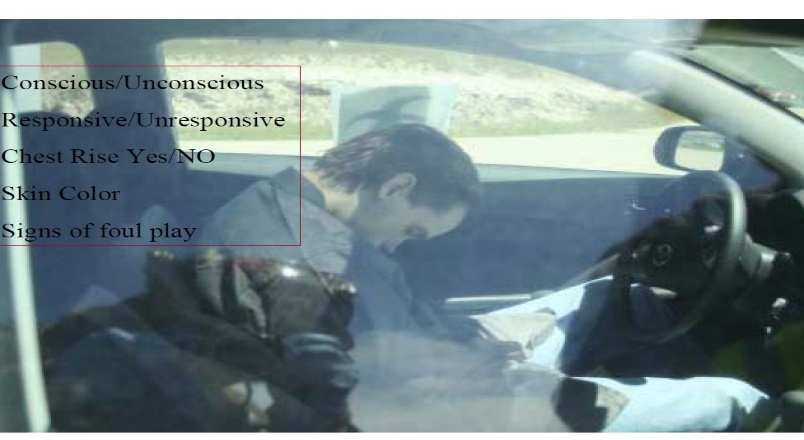 Conscious/Unconscious
Responsive/Unresponsive
Chest Rise Yes/NO
Skin Color
Signs of foul play